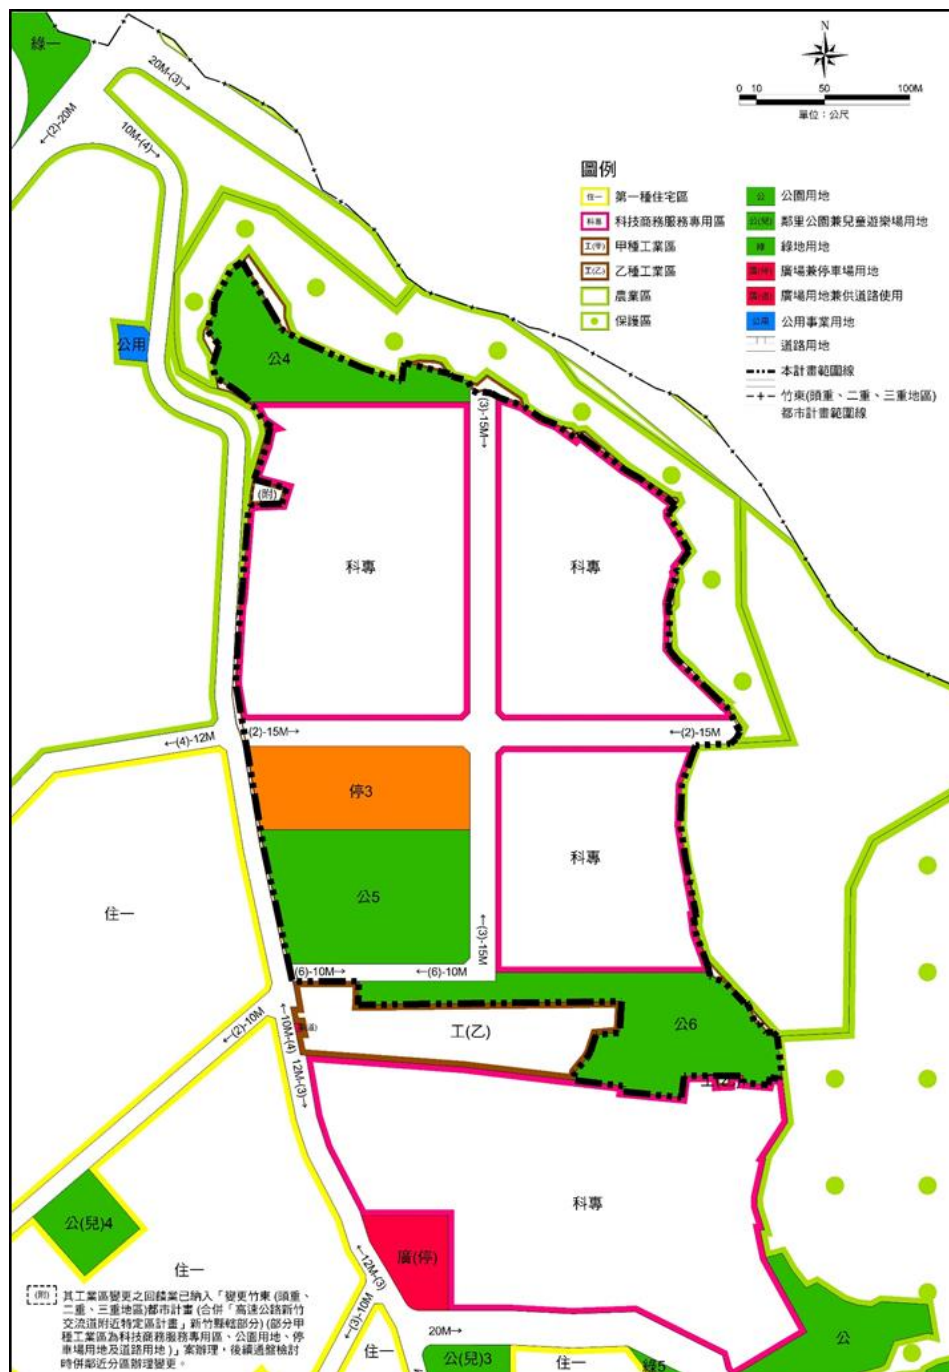 綠一
20M-(3)→
←(2)-20M
10M-(4)→
N
0 10 50 100M
單位：公尺
圖例
住一 第一種住宅區
科專 科技商務服務專用區
工(甲) 甲種工業區
工(乙) 乙種工業區
農業區
保護區
公 公園用地
公(兒) 鄰里公園兼兒童遊樂場用地
綠 綠地用地
廣(停) 廣場兼停車場用地
廣(道) 廣場用地兼供道路使用
公用 公用事業用地
道路用地
本計畫範圍線
竹東(頭重、二重、三重地區)
都市計畫範圍線
公用
公4
(3)-15M→
(附)
科專
科專
←(4)-12M
(2)-15M→
←(2)-15M
停3
科專
公5
住一
←(3)-15M
(6)-10M→
←(6)-10M
公6
工(乙)
←(2)-10M
←10M-(4)
12M-(3)→
科專
公(兒)4
廣(停)
住一
←12M-(3)
←(3)-10M
20M→
公
住一
公(兒)3
住一
綠5
(附) 其工業區變更之回饋業已納入「變更竹東(頭重、
二重、三重地區)都市計畫(合併「高速公路新竹
交流道附近特定區計畫」新竹縣轄部分)(部分甲
種工業區為科技商務服務專用區、公園用地、停
車場用地及道路用地)」案辦理，後續通盤檢討
時併鄰近分區辦理變更。